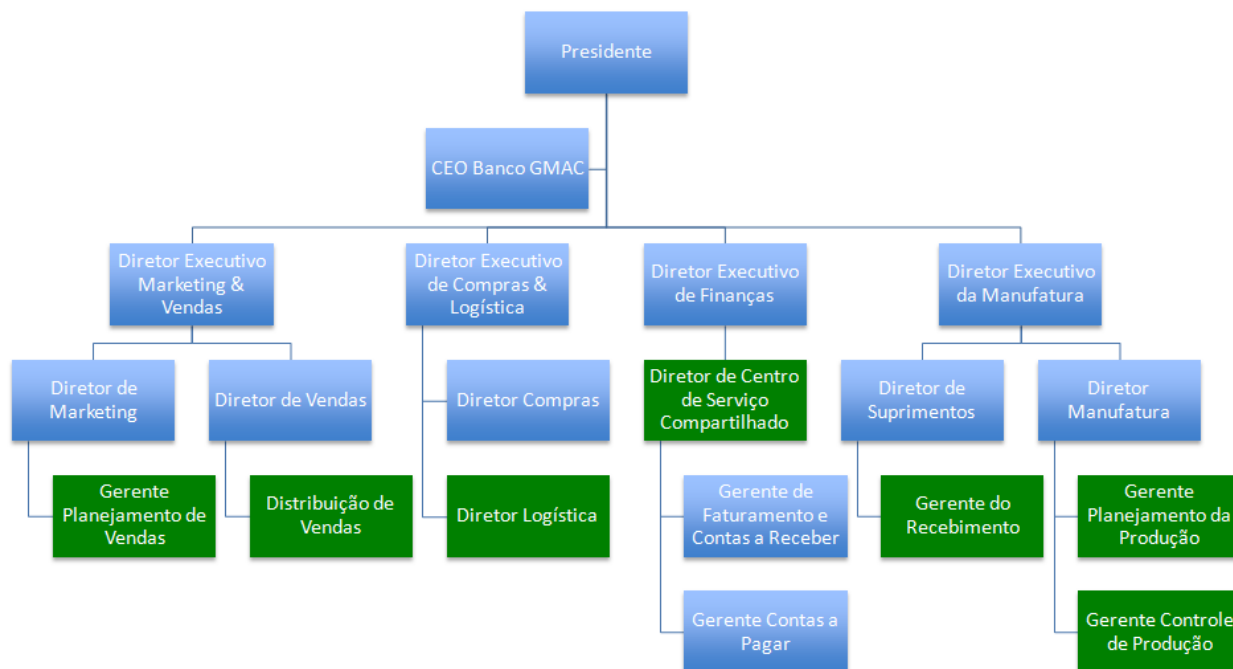 Presidente
CEO Banco GMAC
Diretor Executivo
Marketing &
Vendas
Diretor Executivo
de Compras &
Logística
Diretor Executivo
de Finanças
Diretor Executivo
da Manufatura
Diretor de
Marketing
Diretor de Vendas
Diretor Compras
Diretor de Centro
de Serviço
Compartilhado
Diretor de
Suprimentos
Diretor
Manufatura
Gerente
Planejamento de
Vendas
Distribuição de
Vendas
Diretor Logística
Gerente de
Faturamento e
Contas a Receber
Gerente do
Recebimento
Gerente
Planejamento da
Produção
Gerente Contas a
Pagar
Gerente Controle
de Produção